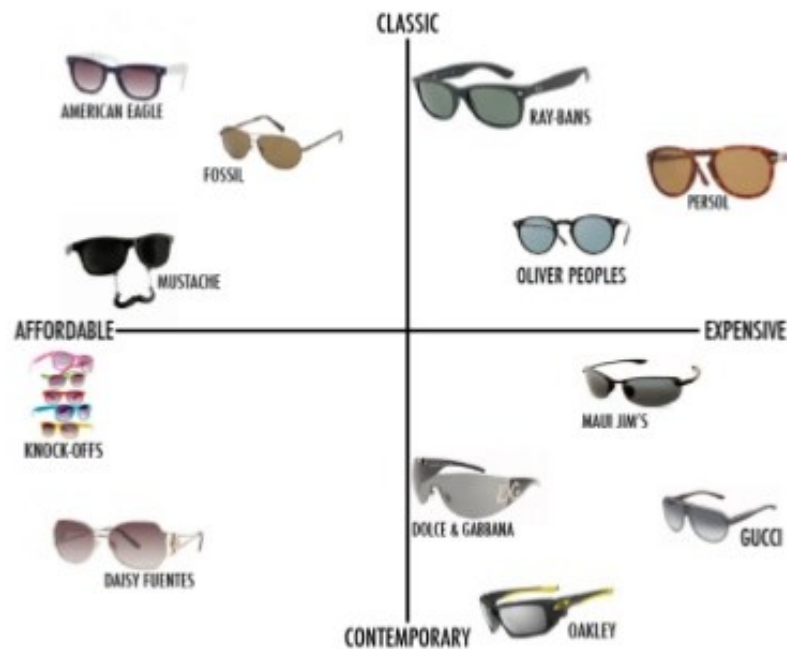 CLASSIC
AMERICAN EAGLE
RAY-BANS
FOSSIL
PERSOL
MUSTACHE
OLIVER PEOPLES
AFFORDABLE
EXPENSIVE
MAUI JIM'S
KNOCK-OFFS
DOLCE & GABBANA
GUCCI
DAISY FUENTES
OAKLEY
CONTEMPORARY